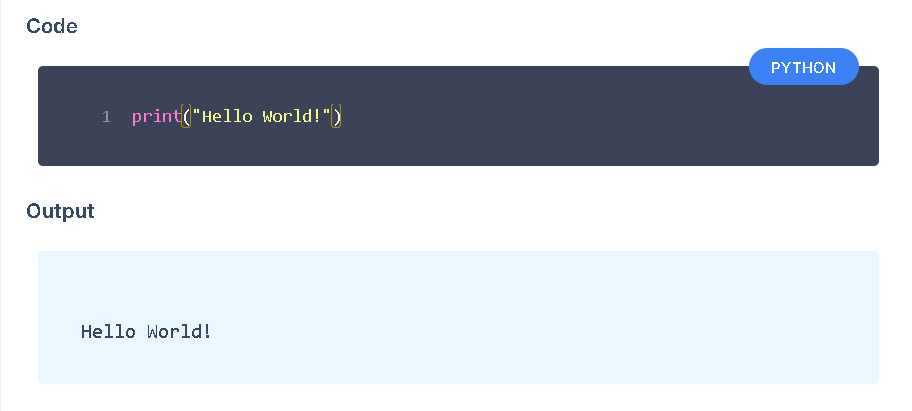 Code
PYTHON
1 print("Hello World!")
Output
Hello World!